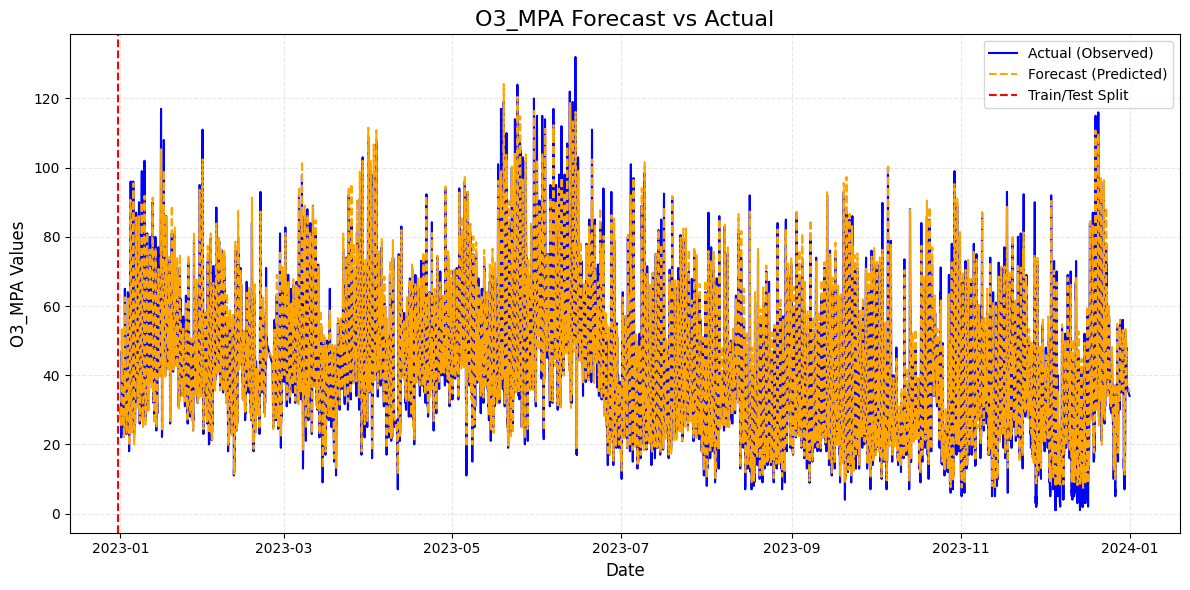 O3_MPA Forecast vs Actual
Actual (Observed)
Forecast (Predicted)
Train/Test Split
O3_MPA Values
120
100
80
60
40
20
0
2023-01
2023-03
2023-05
2023-07
2023-09
2023-11
2024-01
Date